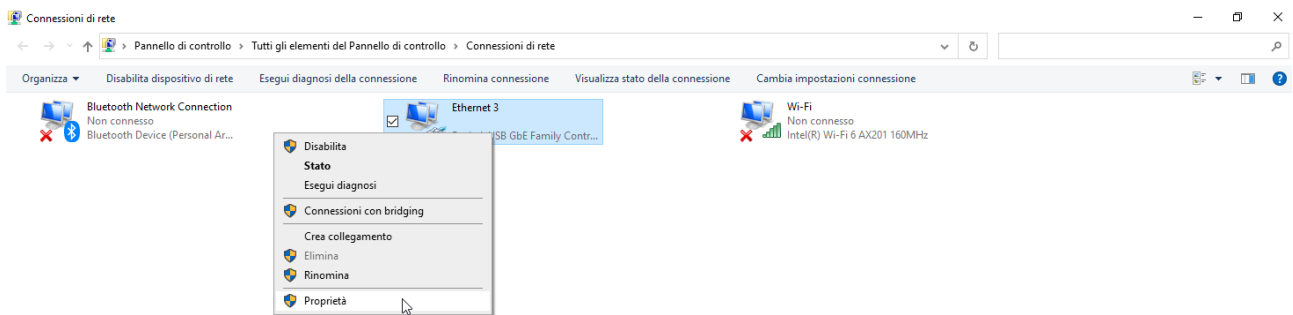 Connessioni di rete
Pannello di controllo > Tutti gli elementi del Pannello di controllo > Connessioni di rete
Organizza Disabilita dispositivo di rete Esegui diagnosi della connessione Rinomina connessione Visualizza stato della connessione Cambia impostazioni connessione
Bluetooth Network Connection
Non connesso
Bluetooth Device (Personal Ar...
Ethernet 3
GbE Family Contr...
Wi-Fi
Non connesso
Intel(R) Wi-Fi 6 AX201 160MHz
Disabilita
Stato
Esegui diagnosi
Connessioni con bridging
Crea collegamento
Elimina
Rinomina
Proprietà